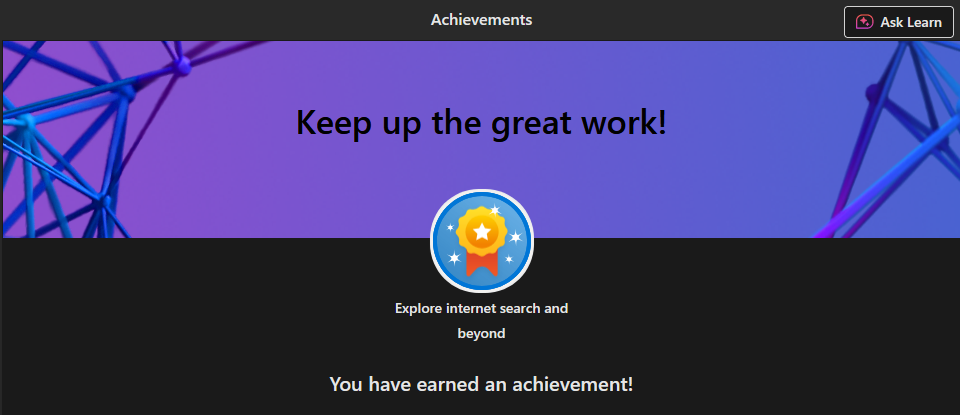 Achievements
Ask Learn
Keep up the great work!
Explore internet search and
beyond
You have earned an achievement!